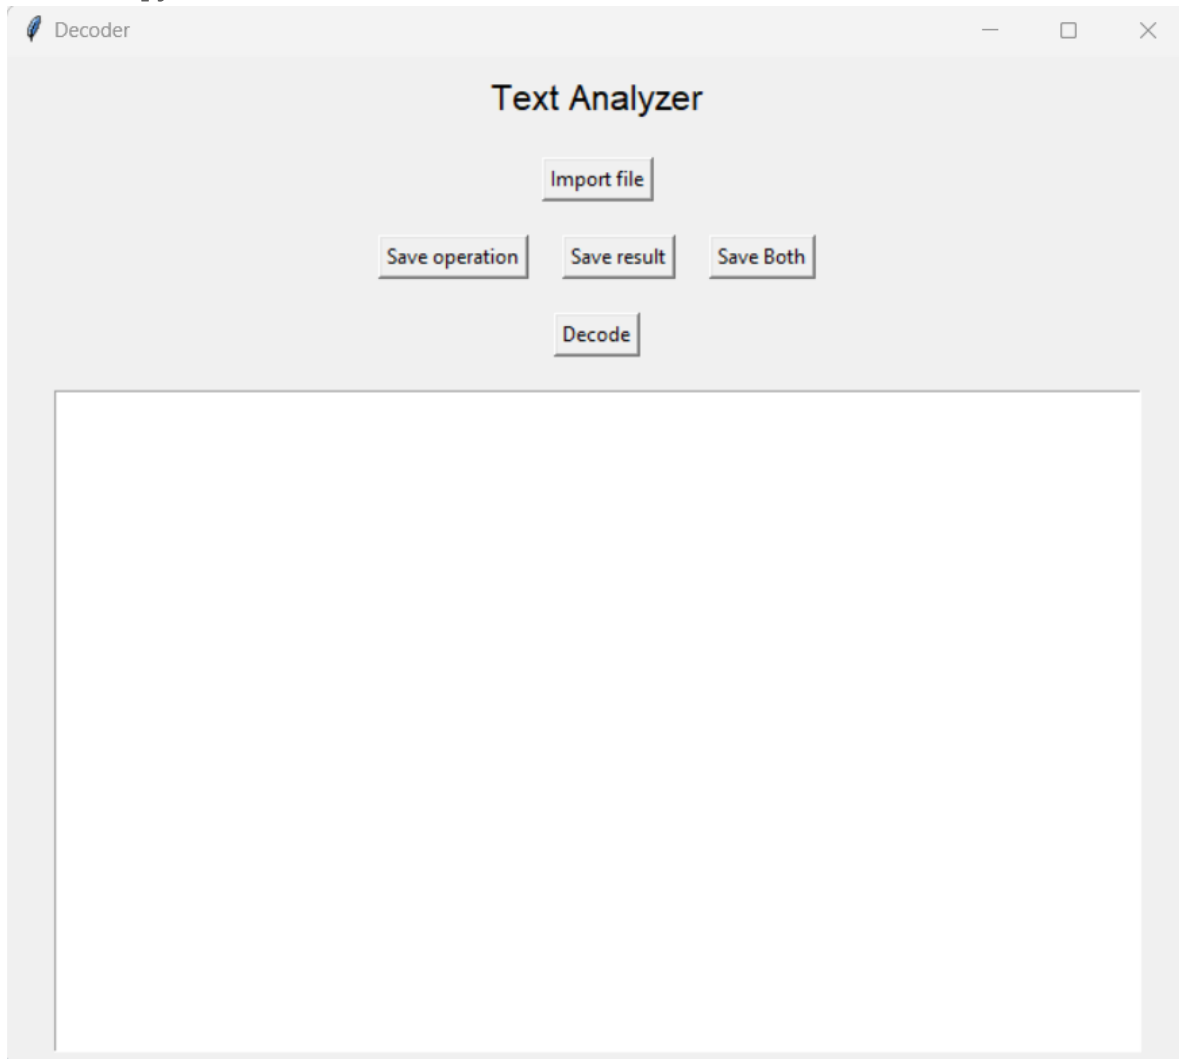 Decoder
Text Analyzer
Import file
Save operation Save result Save Both
Decode